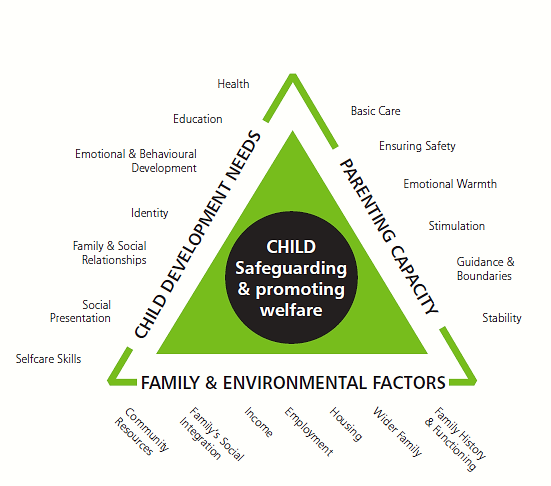 Health
Education
Emotional & Behavioural
Development
Identity
Family & Social
Relationships
Social
Presentation
Selfcare Skills
CHILD DEVELOPMENT NEEDS
Basic Care
Ensuring Safety
Emotional Warmth
Stimulation
Guidance &
Boundaries
Stability
PARENTING CAPACITY
CHILD
Safeguarding
& promoting
welfare
FAMILY & ENVIRONMENTAL FACTORS
Community
Resources
Family's Social
Integration
Income
Employment
Housing
Wider Family
Family History
& Functioning